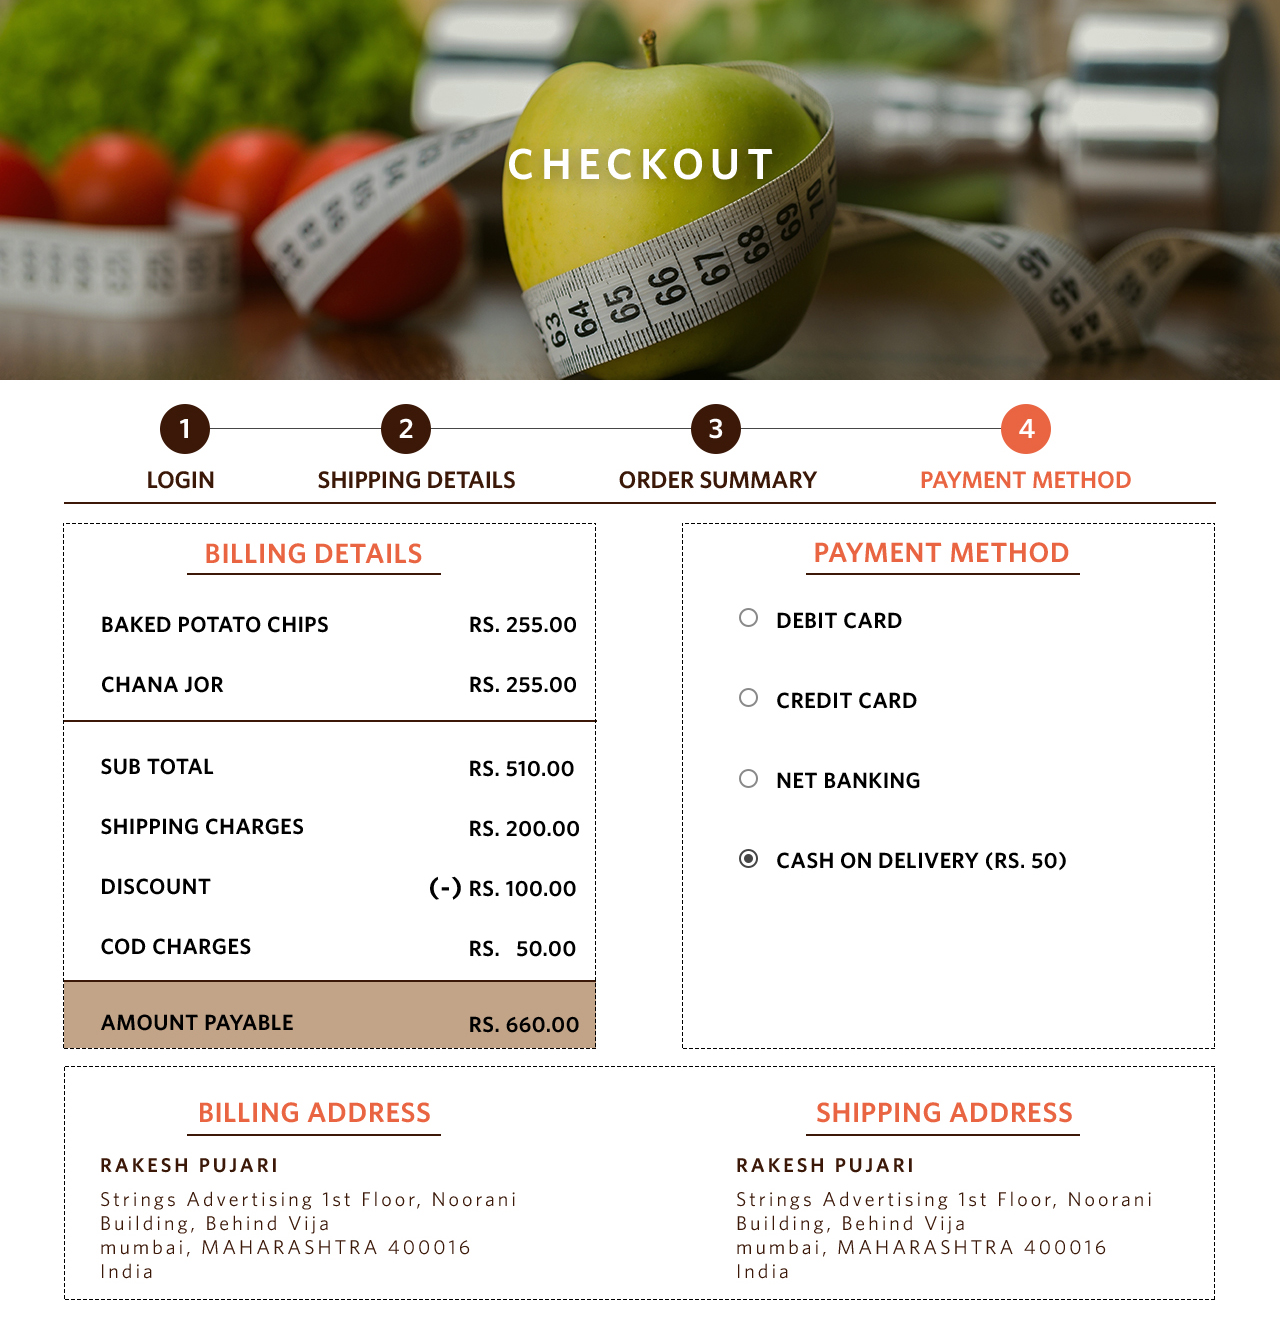 CHECKOUT
63 64 65 66 67 68 69 70
1 2 3 4
LOGIN SHIPPING DETAILS ORDER SUMMARY PAYMENT METHOD
BILLING DETAILS
BAKED POTATO CHIPS RS. 255.00
CHANA JOR RS. 255.00
SUB TOTAL RS. 510.00
SHIPPING CHARGES RS. 200.00
DISCOUNT (-) RS. 100.00
COD CHARGES RS. 50.00
AMOUNT PAYABLE RS. 660.00
PAYMENT METHOD
DEBIT CARD
CREDIT CARD
NET BANKING
CASH ON DELIVERY (RS. 50)
BILLING ADDRESS
RAKESH PUJARI
Strings Advertising 1st Floor, Noorani
Building, Behind Vija
mumbai, MAHARASHTRA 400016
India
SHIPPING ADDRESS
RAKESH PUJARI
Strings Advertising 1st Floor, Noorani
Building, Behind Vija
mumbai, MAHARASHTRA 400016
India